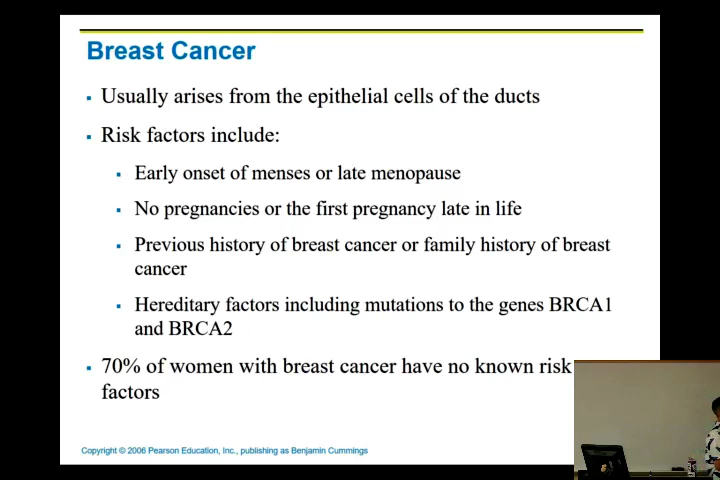 Breast Cancer
Usually arises from the epithelial cells of the ducts
Risk factors include:
Early onset of menses or late menopause
No pregnancies or the first pregnancy late in life
Previous history of breast cancer or family history of breast
cancer
Hereditary factors including mutations to the genes BRCA1
and BRCA2
70% of women with breast cancer have no known risk
factors
Copyright © 2006 Pearson Education, Inc., publishing as Benjamin Cummings